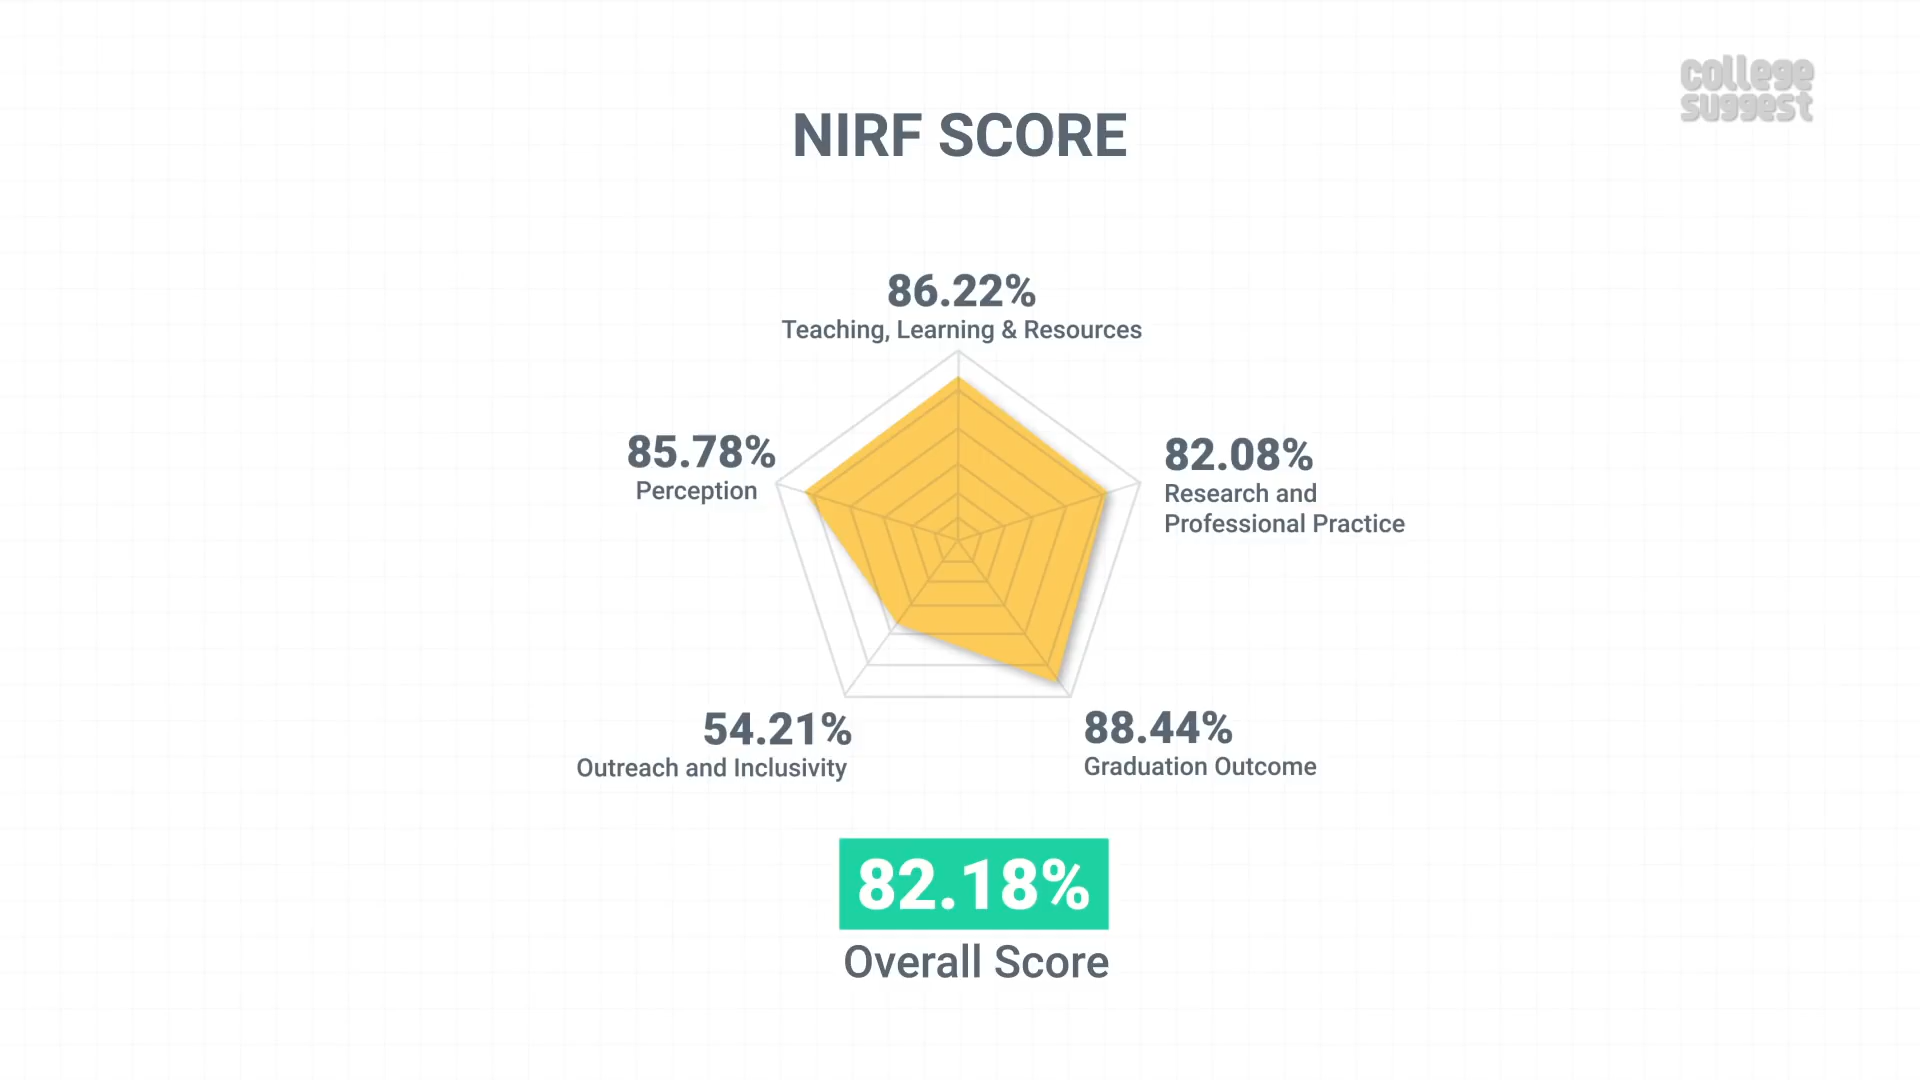 college
suggest
NIRF SCORE
86.22%
Teaching, Learning & Resources
85.78%
Perception
82.08%
Research and
Professional Practice
54.21%
Outreach and Inclusivity
88.44%
Graduation Outcome
82.18%
Overall Score